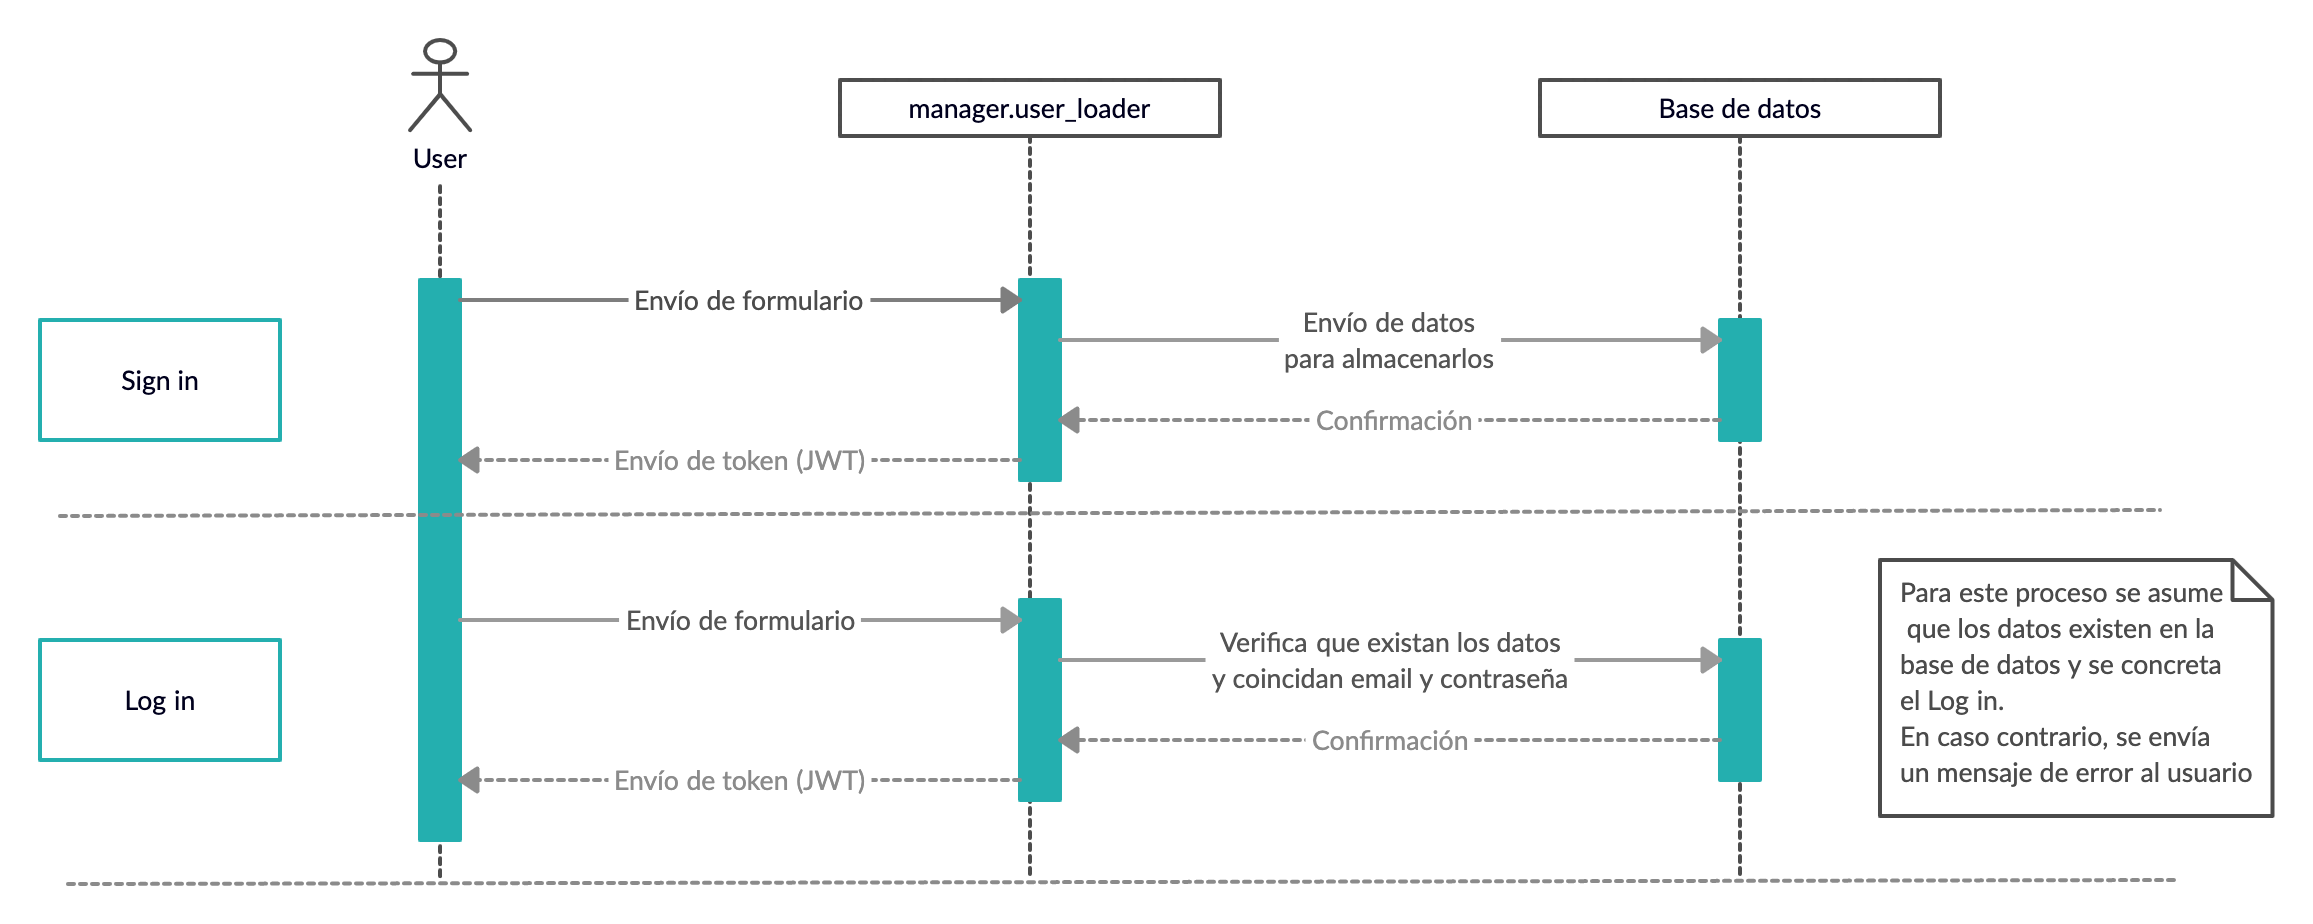 User
manager.user_loader
Base de datos
Sign in
Envío de formulario
Envío de datos
para almacenarlos
Confirmación
Envío de token (JWT)
Log in
Envío de formulario
Verifica que existan los datos
y coincidan email y contraseña
Confirmación
Envío de token (JWT)
Para este proceso se asume
que los datos existen en la
base de datos y se concreta
el Log in.
En caso contrario, se envía
un mensaje de error al usuario